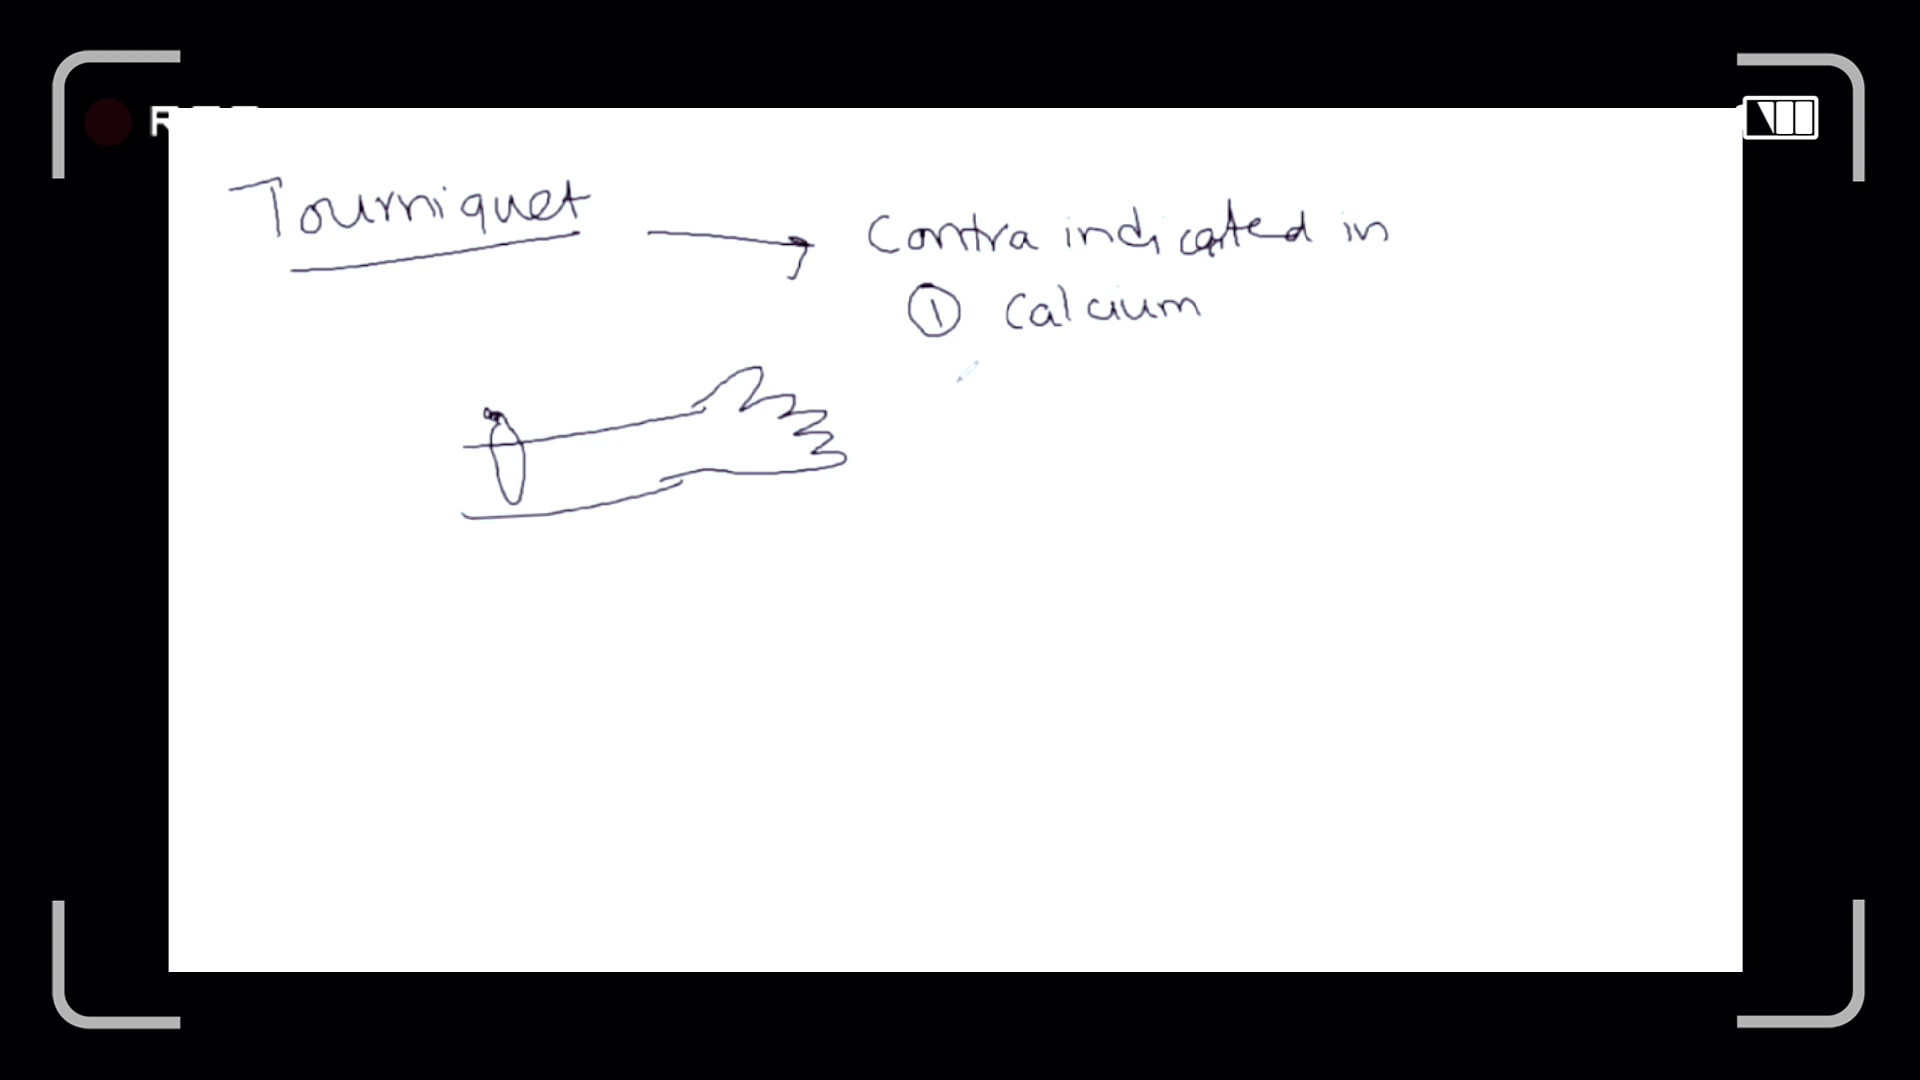 Tourniquet
Contra indicated in
① Calcium